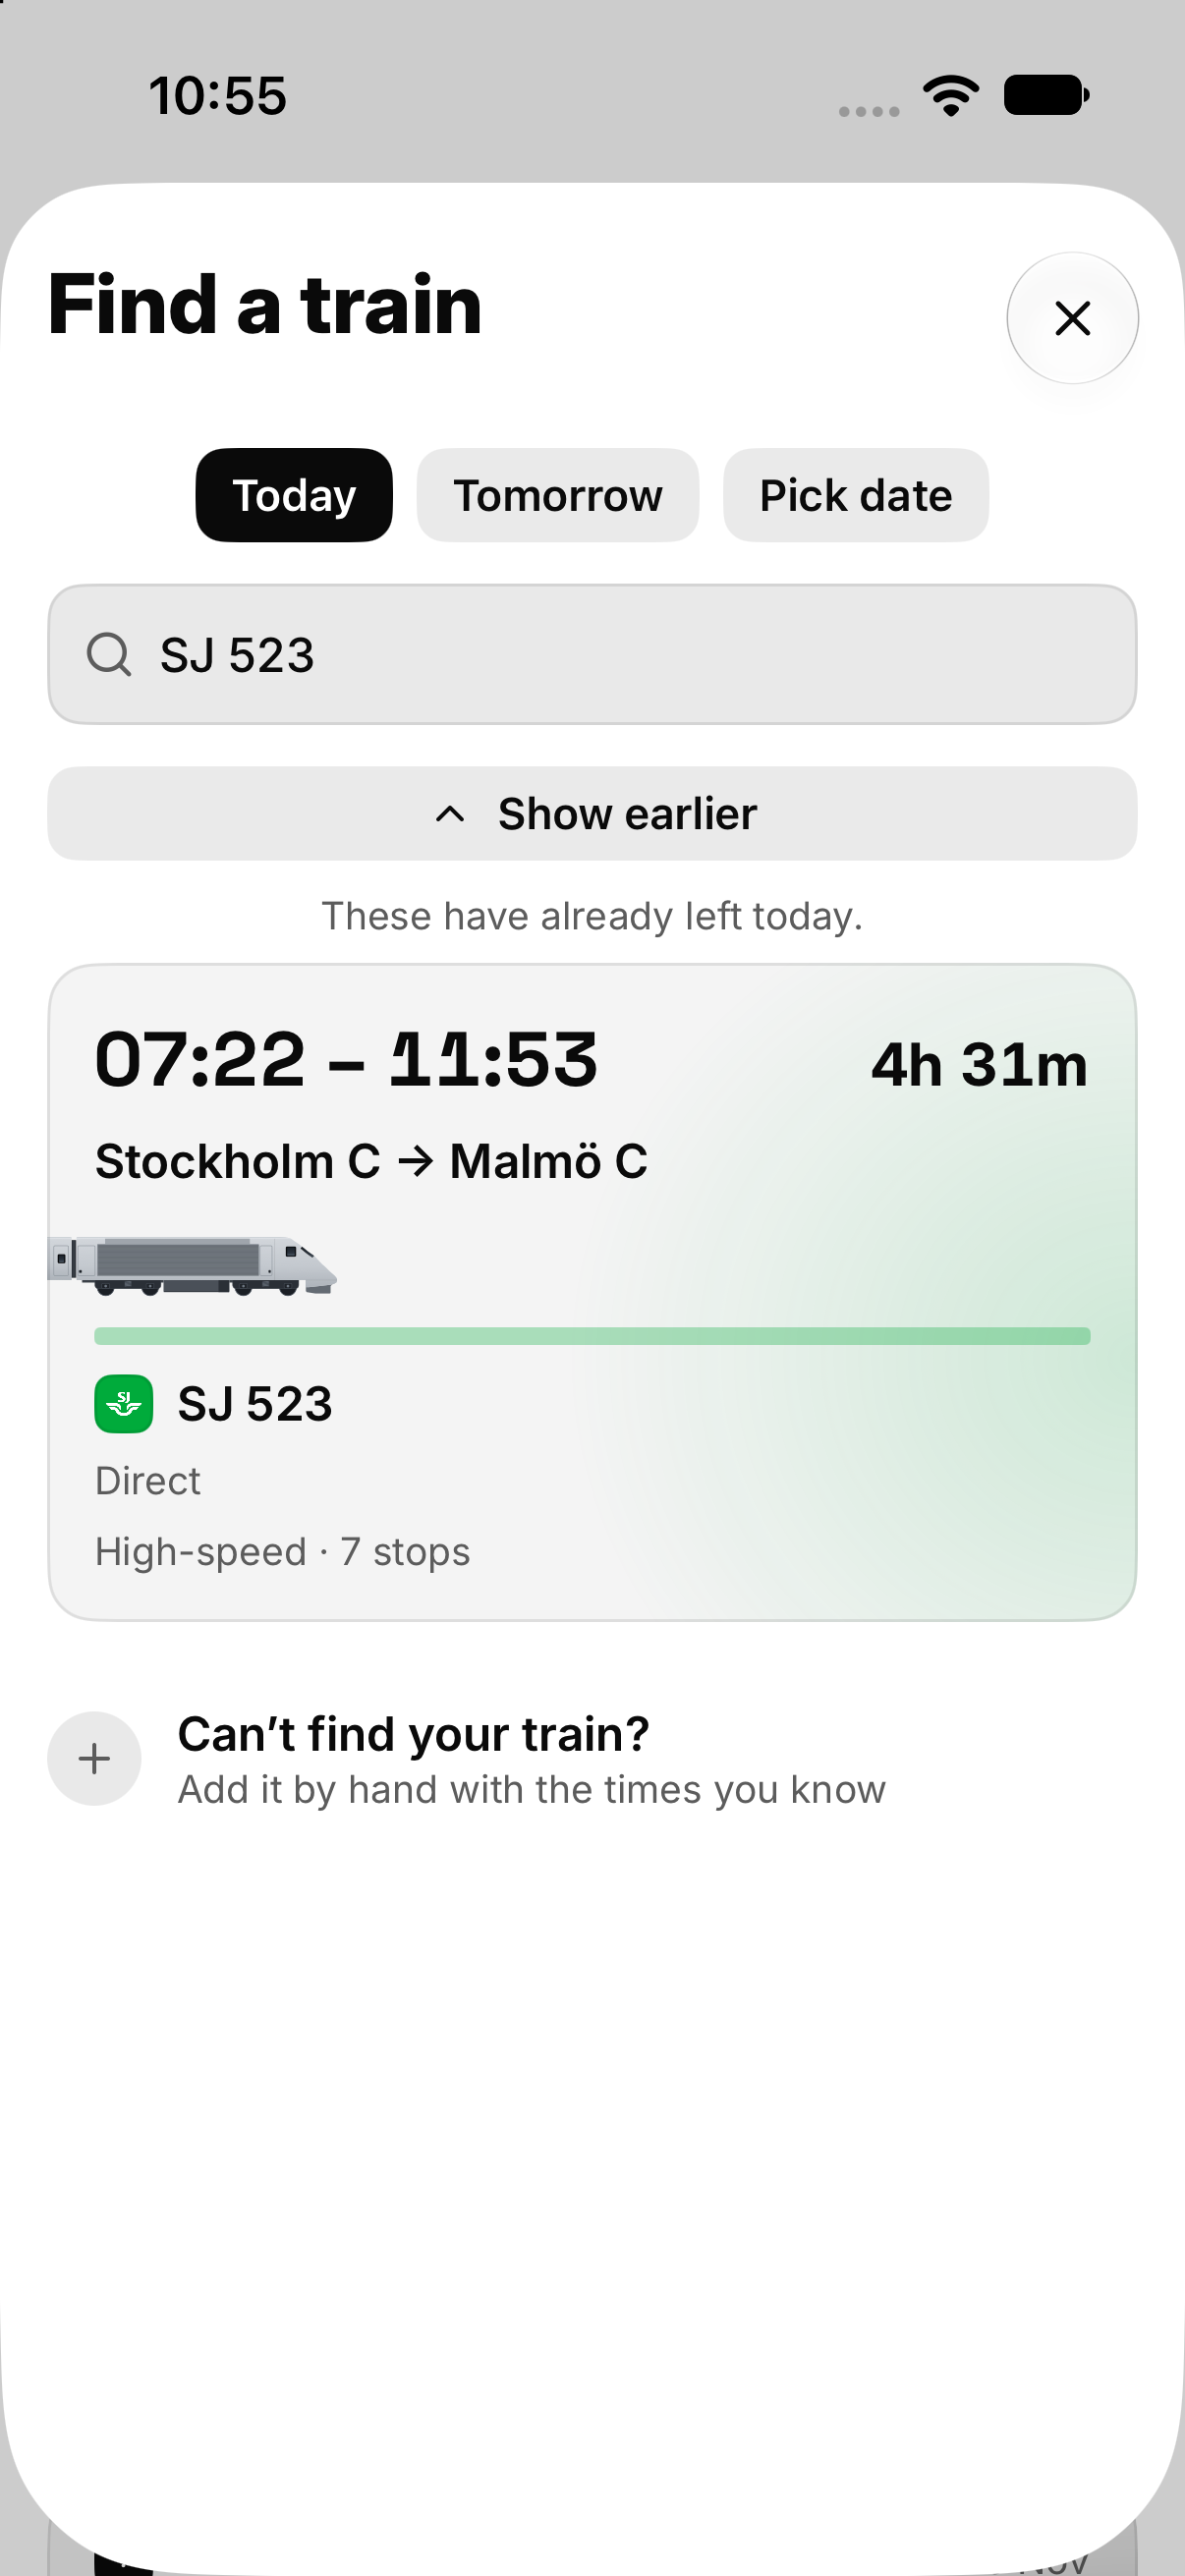 10:55
Find a train
Today
Tomorrow
Pick date
SJ 523
Show earlier
These have already left today.
07:22 – 11:53
4h 31m
Stockholm C → Malmö C
SJ
SJ 523
Direct
High-speed · 7 stops
Can’t find your train?
Add it by hand with the times you know
Nov